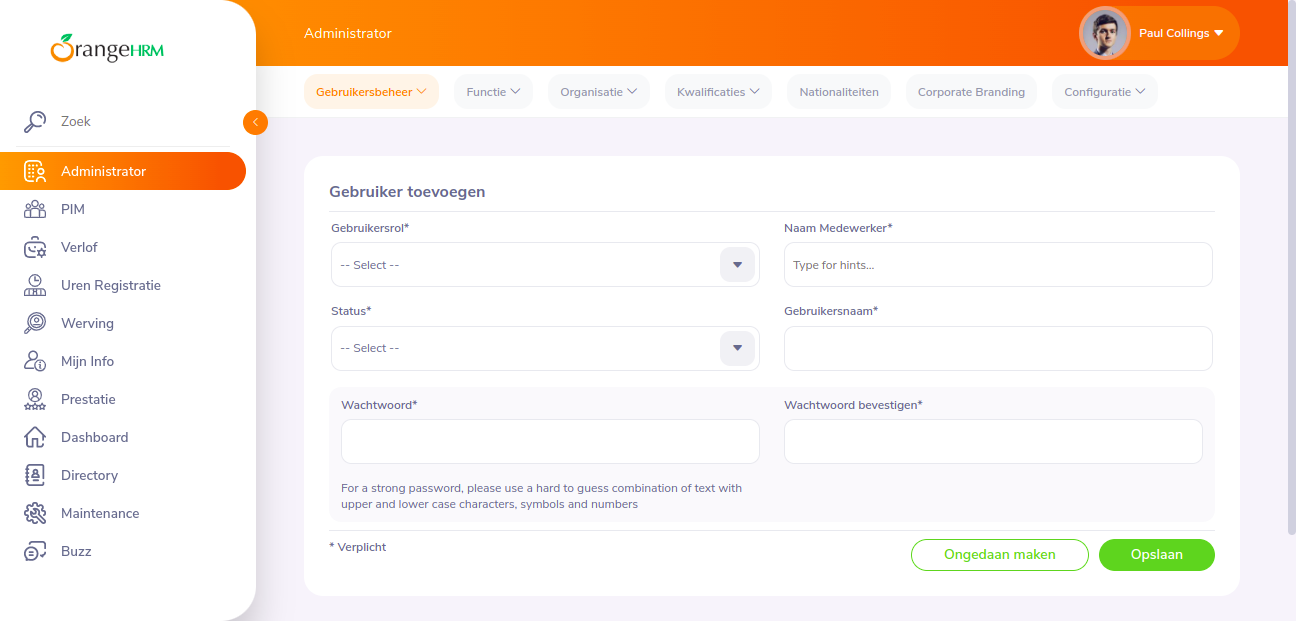 OrangeHRM
Administrator
Paul Collings
Gebruikersbeheer
Functie
Organisatie
Kwalificaties
Nationaliteiten
Corporate Branding
Configuratie
Zoek
Administrator
PIM
Verlof
Uren Registratie
Werving
Mijn Info
Prestatie
Dashboard
Directory
Maintenance
Buzz
Gebruiker toevoegen
Gebruikersrol*
Naam Medewerker*
-- Select --
Type for hints...
Status*
Gebruikersnaam*
-- Select --
Wachtwoord*
Wachtwoord bevestigen*
For a strong password, please use a hard to guess combination of text with
upper and lower case characters, symbols and numbers
* Verplicht
Ongedaan maken
Opslaan